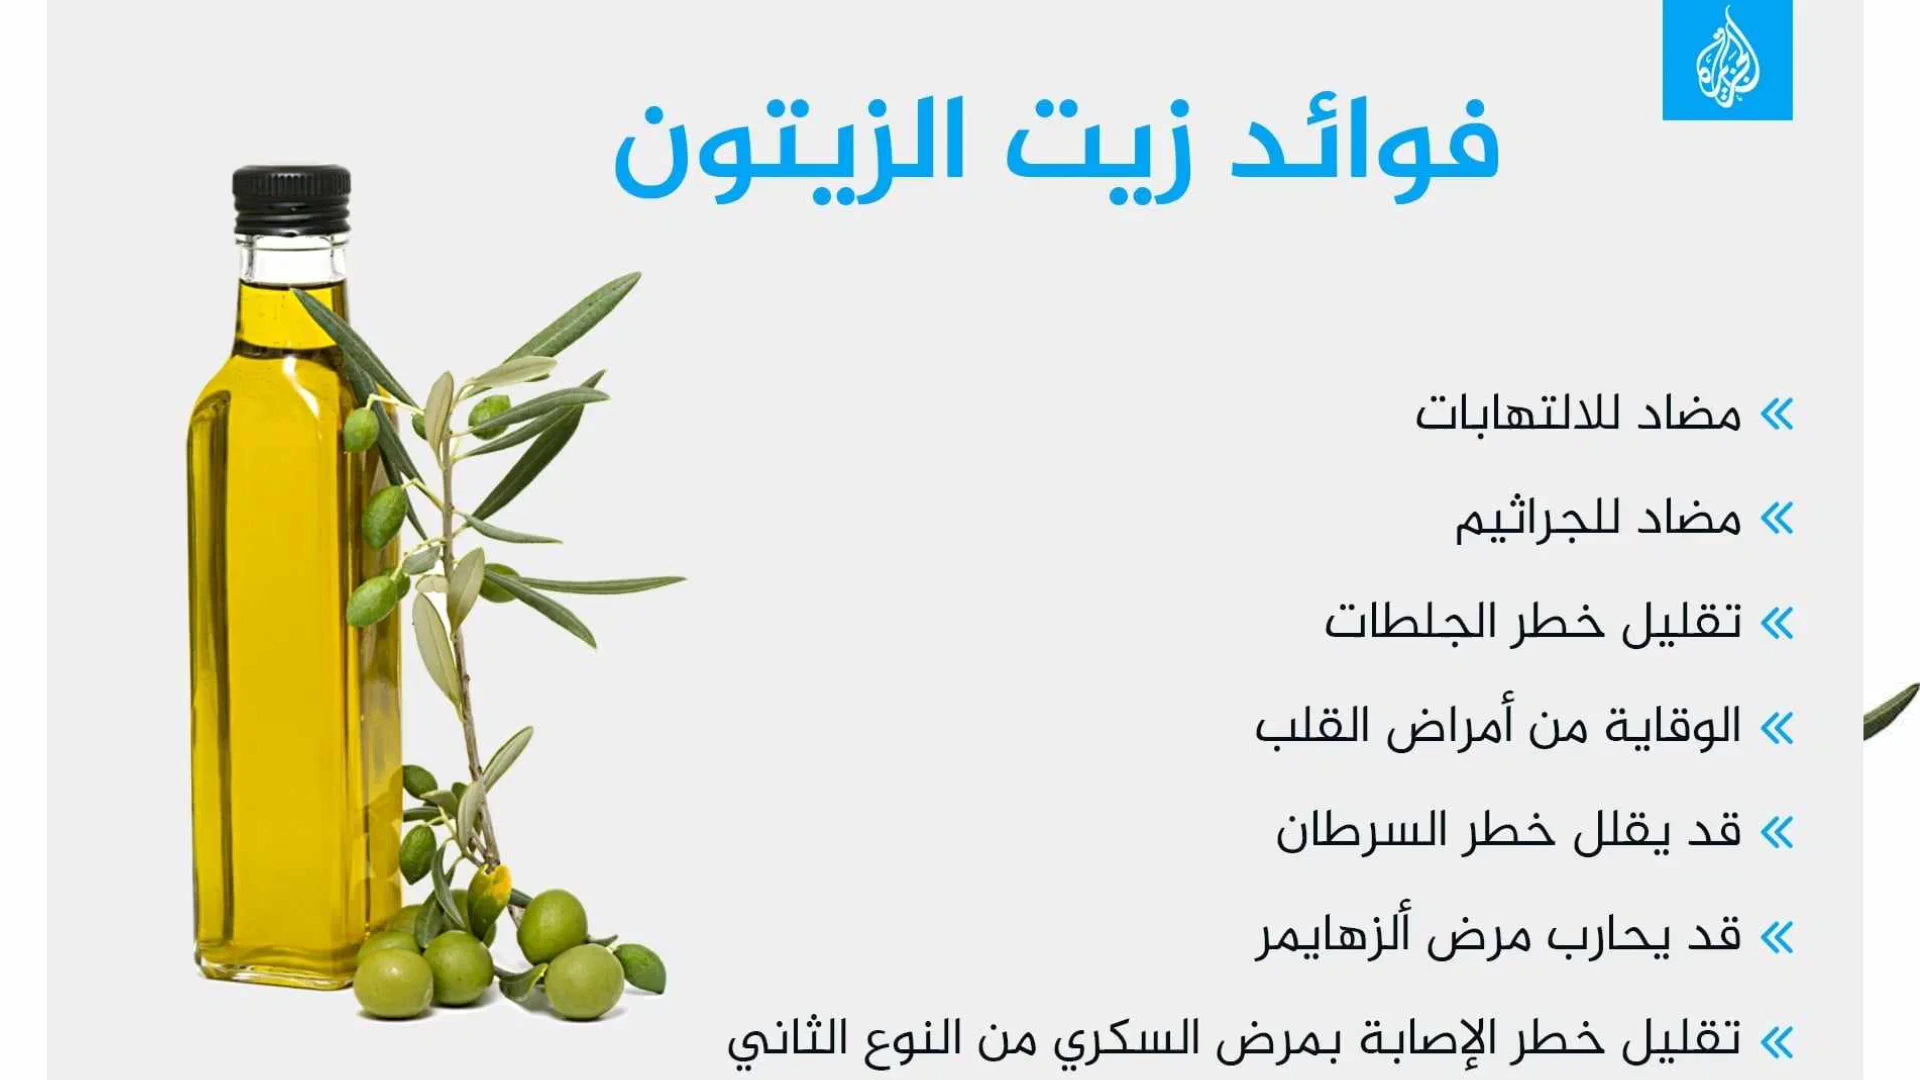 الجزيرة
فوائد زيت الزيتون
مضاد للالتهابات
مضاد للجراثيم
تقليل خطر الجلطات
الوقاية من أمراض القلب
قد يقلل خطر السرطان
قد يحارب مرض ألزهايمر
تقليل خطر الإصابة بمرض السكري من النوع الثاني